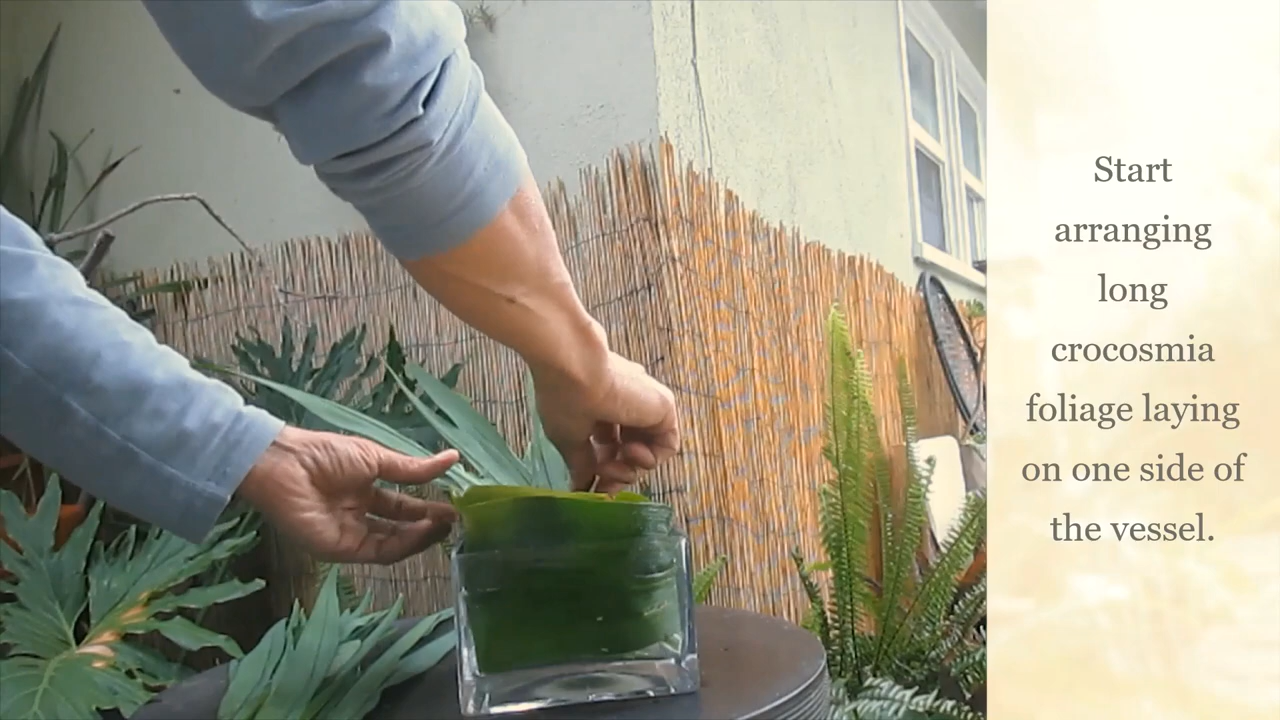 Start
arranging
long
crocosmia
foliage laying
on one side of
the vessel.